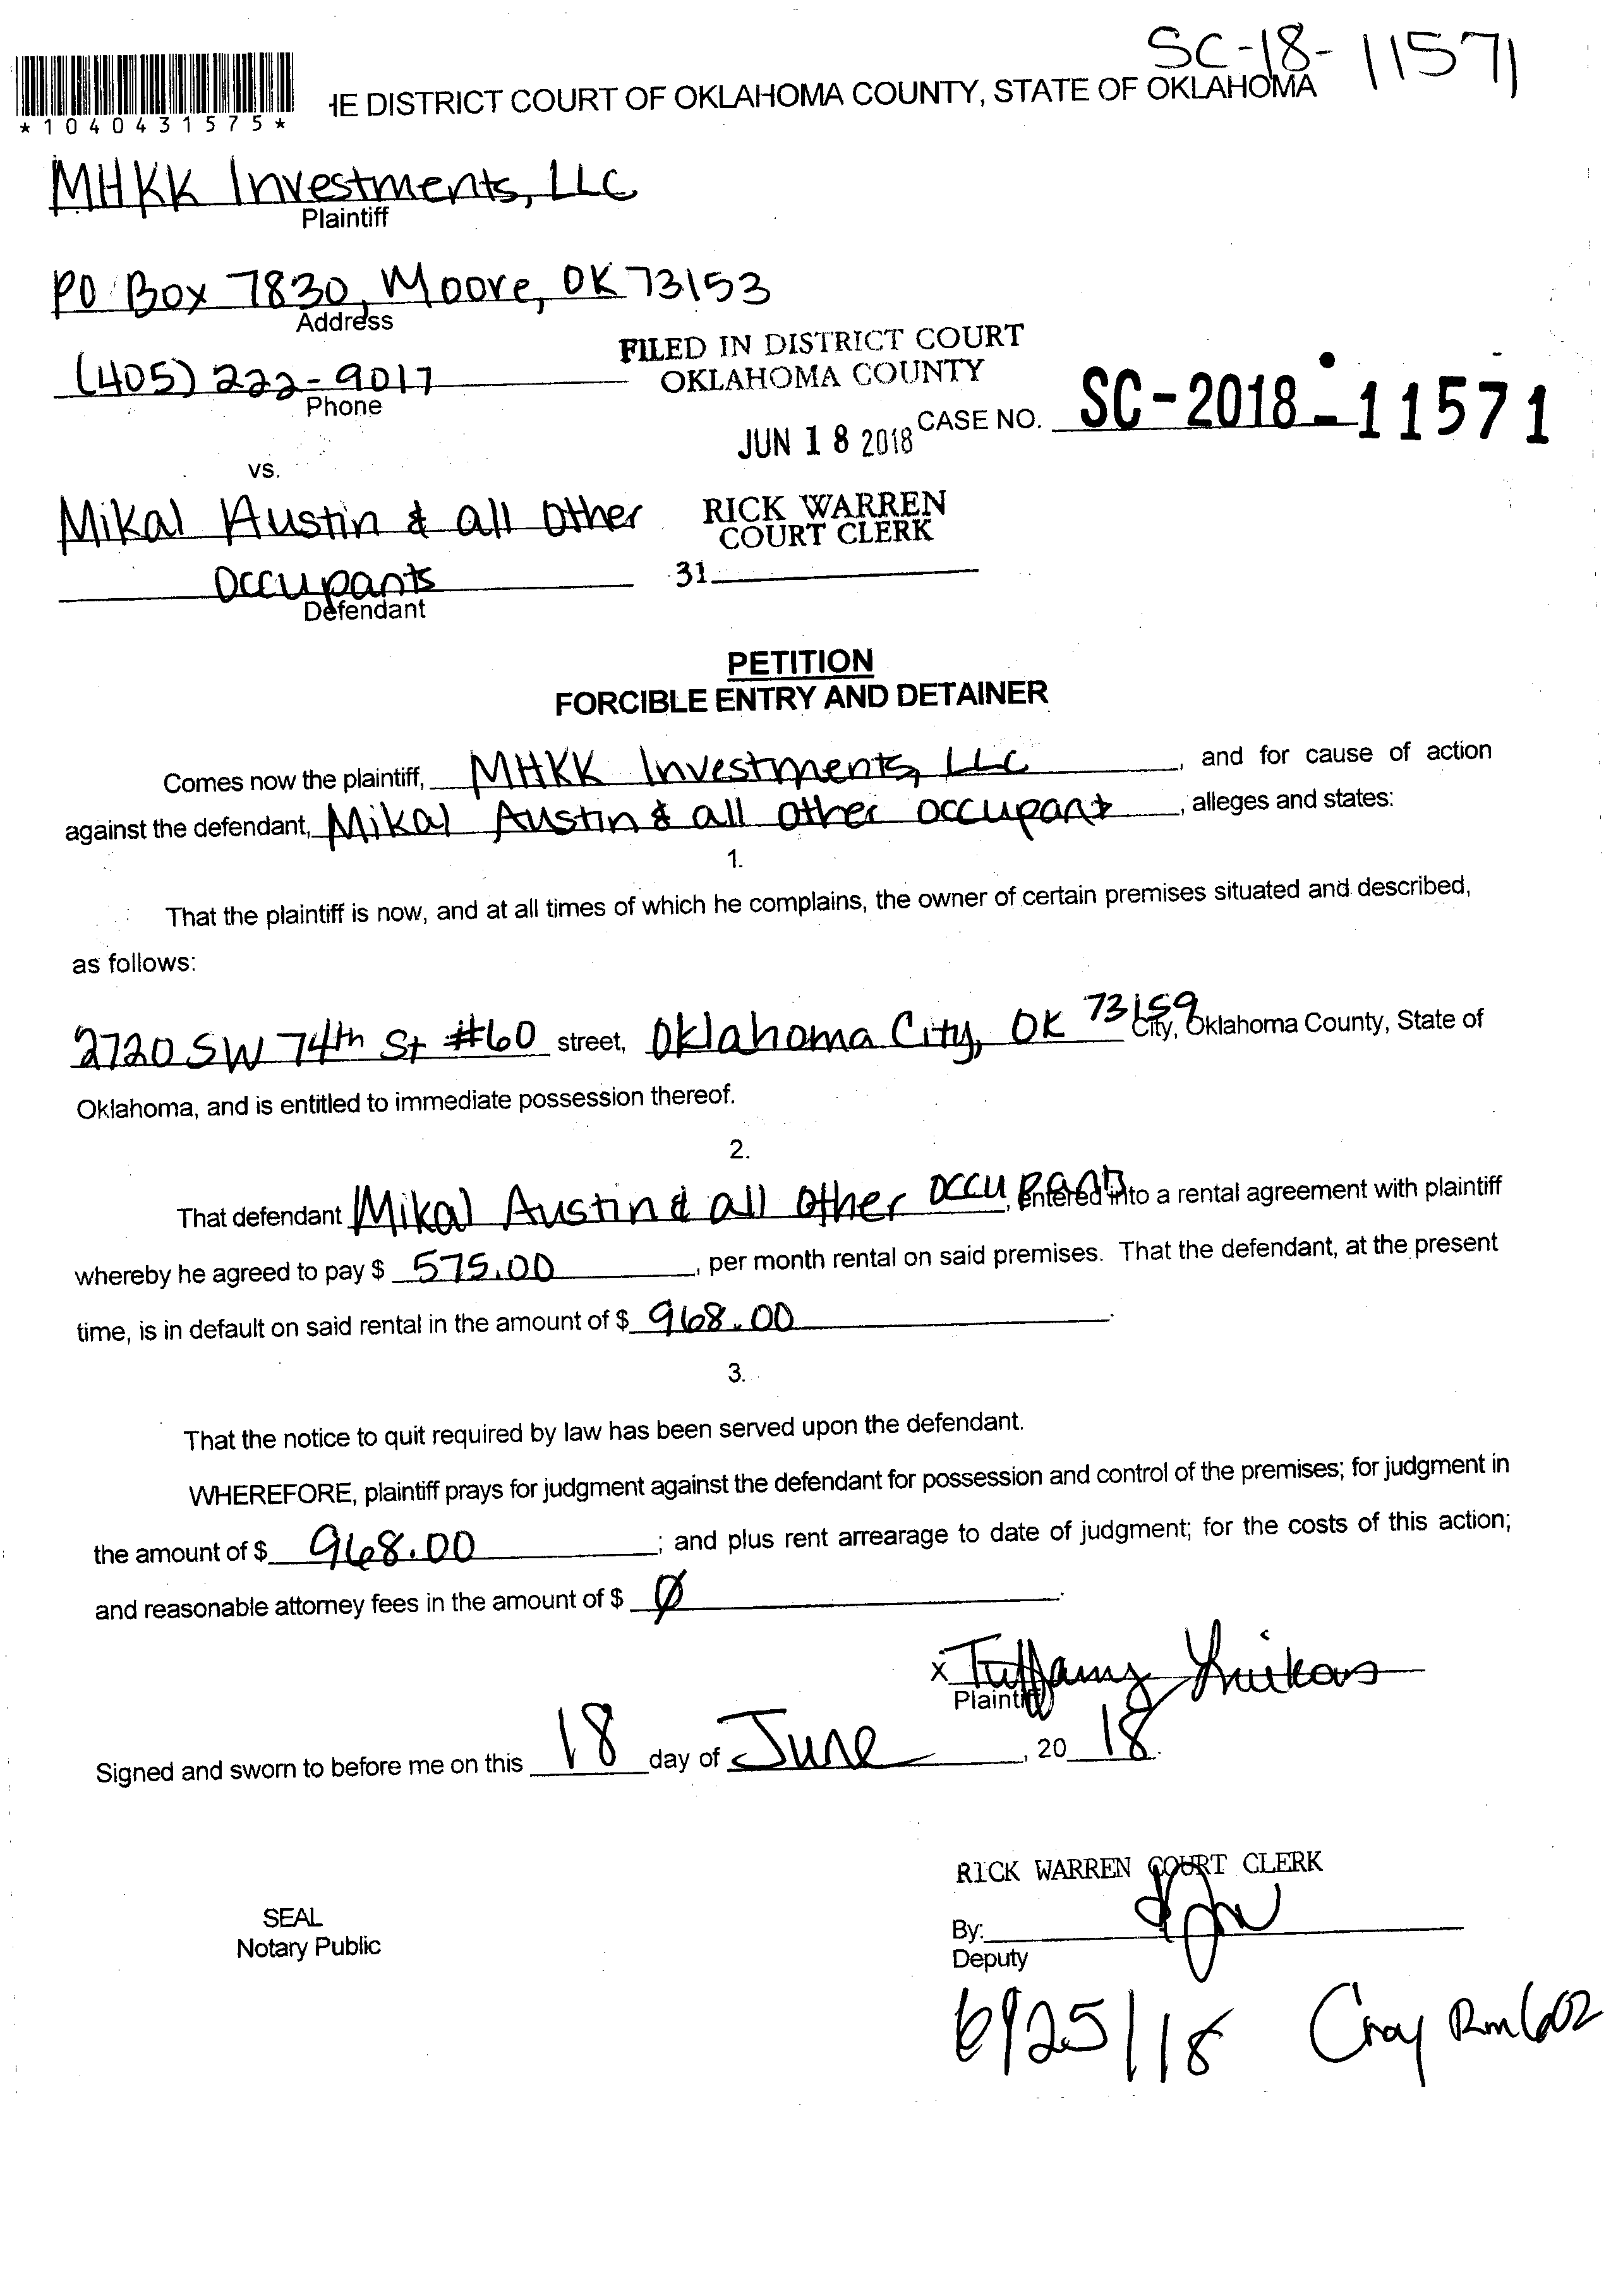 SC-18-11571
*1040431575*
HE DISTRICT COURT OF OKLAHOMA COUNTY, STATE OF OKLAHOMA
MHKK Investments, LLC
Plaintiff
PO Box 7830, Moore, OK 73153
Address
FILED IN DISTRICT COURT
OKLAHOMA COUNTY
(405) 222-9017
Phone
JUN 18 2018 CASE NO. SC-2018-11571
vs.
Mikal Austin & all other
RICK WARREN
COURT CLERK
Occupants
31
Defendant
PETITION
FORCIBLE ENTRY AND DETAINER
Comes now the plaintiff, MHKK Investments, LLC, and for cause of action
against the defendant, Mikal Austin & all other occupant, alleges and states:
1.
That the plaintiff is now, and at all times of which he complains, the owner of certain premises situated and described,
as follows:
2720 SW 74th St #60 street, Oklahoma City, OK 73159 City, Oklahoma County, State of
Oklahoma, and is entitled to immediate possession thereof.
2.
That defendant Mikal Austin & all other occupants, entered into a rental agreement with plaintiff
whereby he agreed to pay $ 575.00, per month rental on said premises. That the defendant, at the present
time, is in default on said rental in the amount of $ 968.00.
3.
That the notice to quit required by law has been served upon the defendant.
WHEREFORE, plaintiff prays for judgment against the defendant for possession and control of the premises; for judgment in
the amount of $ 968.00; and plus rent arrearage to date of judgment; for the costs of this action;
and reasonable attorney fees in the amount of $ Ø.
x Tiffany
Plaintiff
Signed and sworn to before me on this 18 day of June, 20 18.
RICK WARREN COURT CLERK
SEAL
Notary Public
By:
Deputy
6/25/18 Rm 602